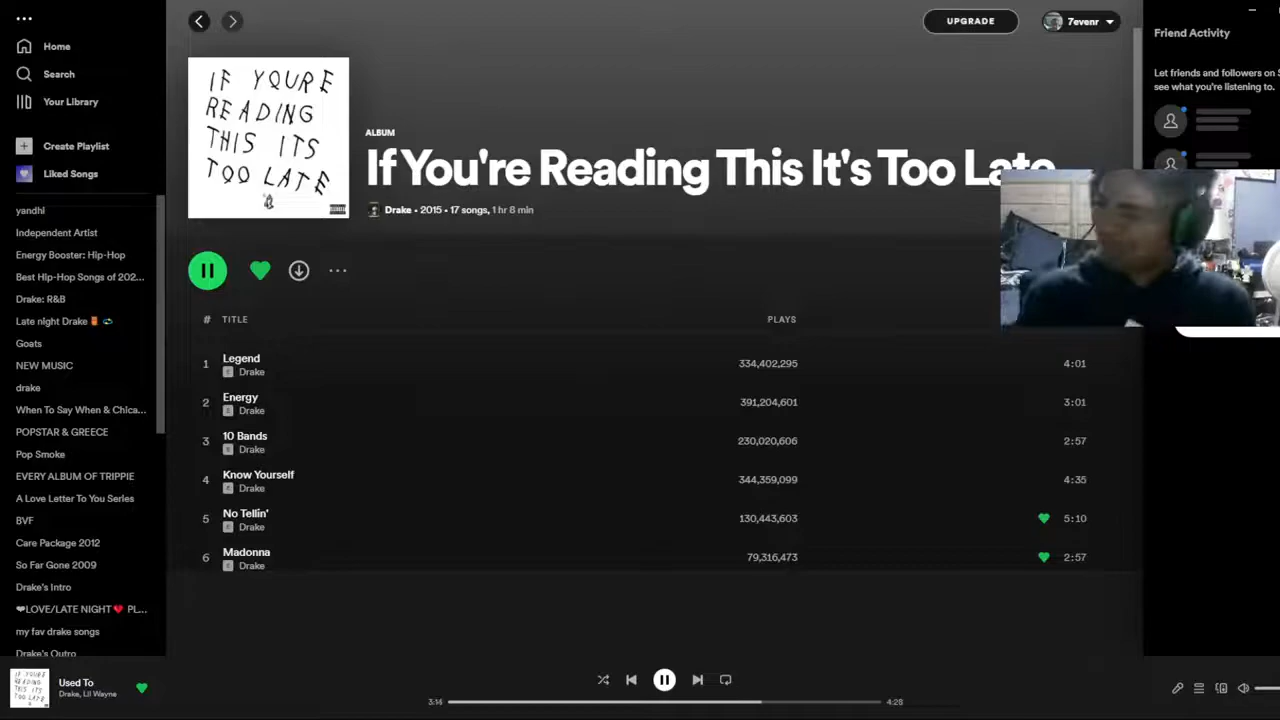 Home
Search
Your Library
Create Playlist
Liked Songs
yandhi
Independent Artist
Energy Booster: Hip-Hop
Best Hip-Hop Songs of 202...
Drake: R&B
Late night Drake
Goats
NEW MUSIC
drake
When To Say When & Chica...
POPSTAR & GREECE
Pop Smoke
EVERY ALBUM OF TRIPPIE
A Love Letter To You Series
BVF
Care Package 2012
So Far Gone 2009
Drake's Intro
❤LOVE/LATE NIGHT💔 PL...
my fav drake songs
Drake's Outro
UPGRADE
7evenr
IF YOURE
READING
THIS ITS
TOO LATE
ALBUM
If You're Reading This It's Too Late
Drake • 2015 • 17 songs, 1 hr 8 min
# TITLE PLAYS
1 Legend 334,402,295 4:01
E Drake
2 Energy 391,204,601 3:01
E Drake
3 10 Bands 230,020,606 2:57
E Drake
4 Know Yourself 344,359,099 4:35
E Drake
5 No Tellin' 130,443,603 5:10
E Drake
6 Madonna 79,316,473 2:57
E Drake
Friend Activity
Let friends and followers on
see what you're listening to.
IF YOURE
READING
THIS ITS
TOO LATE
Used To
Drake, Lil Wayne
3:14 4:28